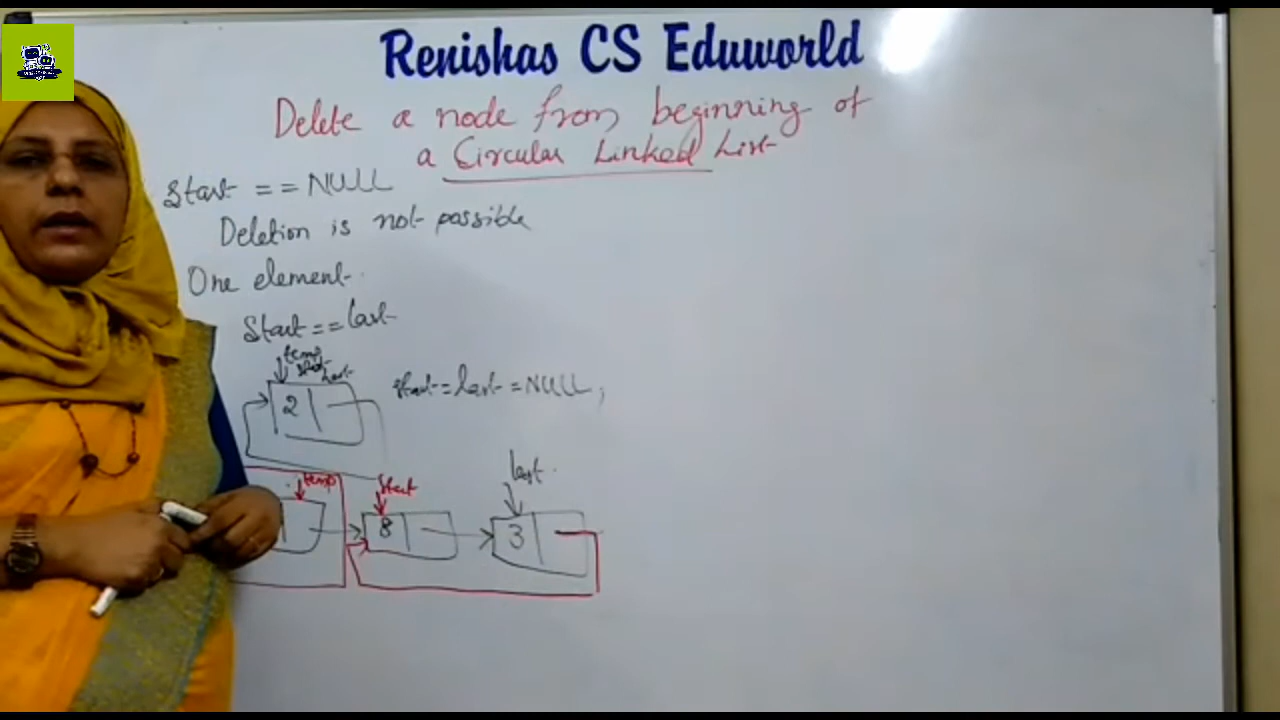 Renishas CS Eduworld
Delete a node from beginning of
a Circular Linked List
Start == NULL
Deletion is not possible
One element
Start == last
temp
start
last
2
start = last = NULL;
last
temp
start
8
3